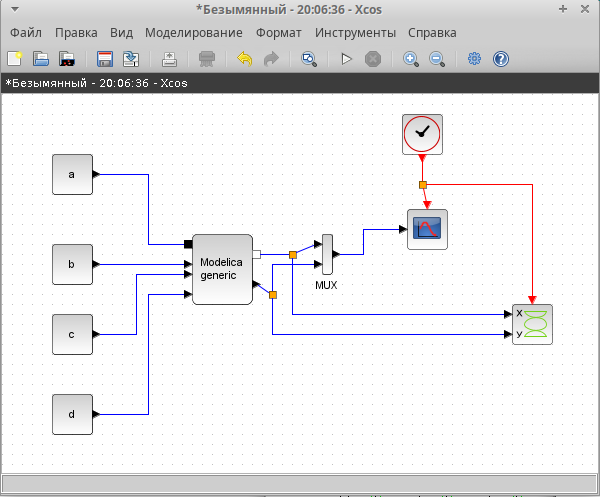 *Безымянный - 20:06:36 - Xcos
Файл Правка Вид Моделирование Формат Инструменты Справка
*Безымянный - 20:06:36 - Xcos
a
b
Modelica
generic
MUX
c
X
y
d